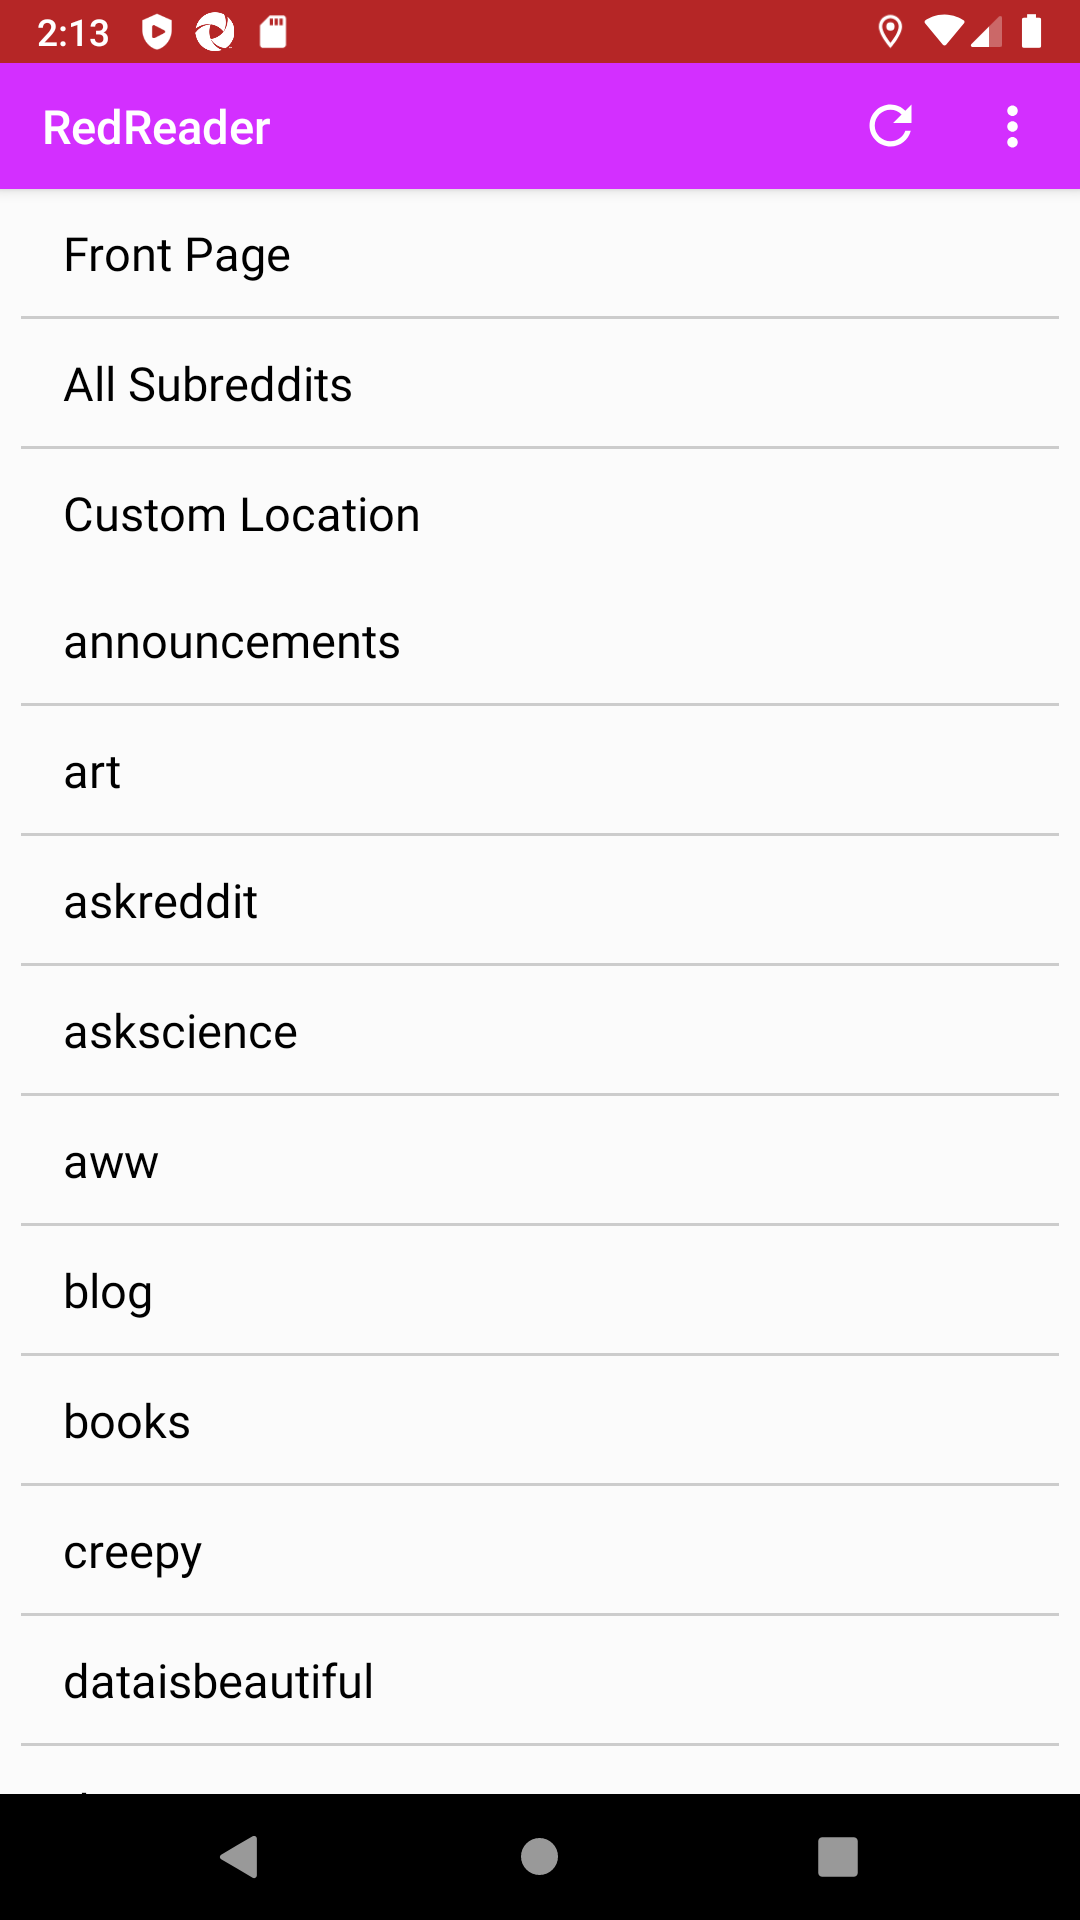 2:13
RedReader
Front Page
All Subreddits
Custom Location
announcements
art
askreddit
askscience
aww
blog
books
creepy
dataisbeautiful